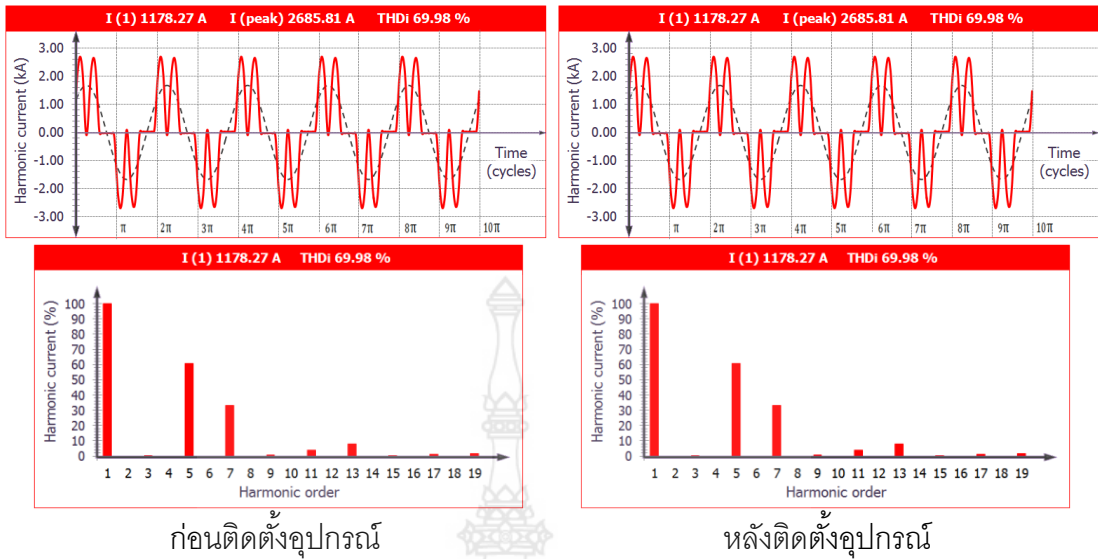 I (1) 1178.27 A I (peak) 2685.81 A THDi 69.98 %
Harmonic current (kA)
3.00
2.00
1.00
0.00
-1.00
-2.00
-3.00
Time
(cycles)
π 2π 3π 4π 5π 6π 7π 8π 9π 10π
I (1) 1178.27 A I (peak) 2685.81 A THDi 69.98 %
Harmonic current (kA)
3.00
2.00
1.00
0.00
-1.00
-2.00
-3.00
Time
(cycles)
π 2π 3π 4π 5π 6π 7π 8π 9π 10π
I (1) 1178.27 A THDi 69.98 %
Harmonic current (%)
100
90
80
70
60
50
40
30
20
10
0
1 2 3 4 5 6 7 8 9 10 11 12 13 14 15 16 17 18 19
Harmonic order
ก่อนติดตั้งอุปกรณ์
I (1) 1178.27 A THDi 69.98 %
Harmonic current (%)
100
90
80
70
60
50
40
30
20
10
0
1 2 3 4 5 6 7 8 9 10 11 12 13 14 15 16 17 18 19
Harmonic order
หลังติดตั้งอุปกรณ์